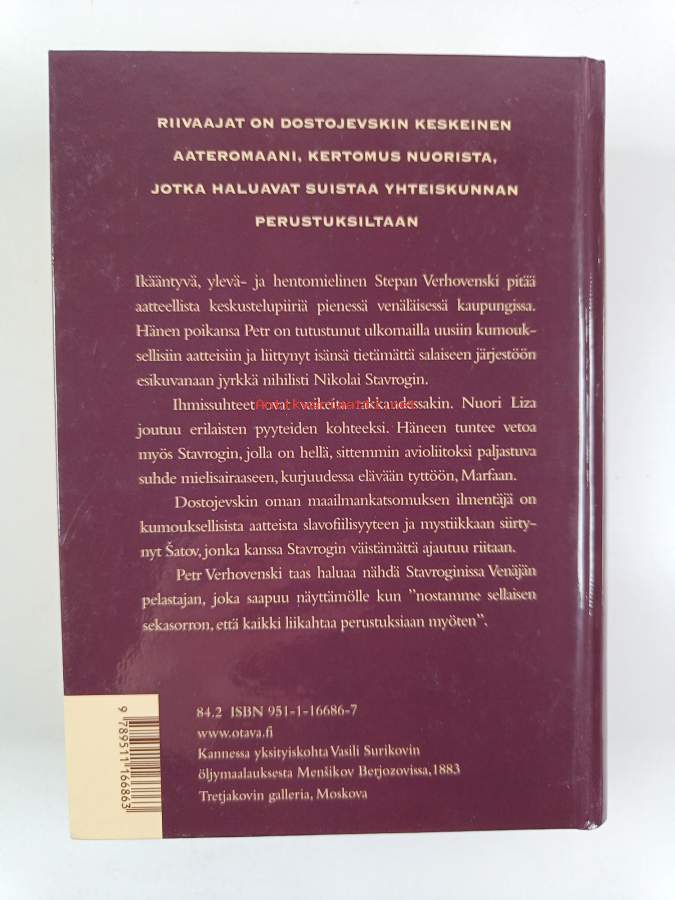 RIIVAAJAT ON DOSTOJEVSKIN KESKEINEN
AATEROMAANI, KERTOMUS NUORISTA,
JOTKA HALUAVAT SUISTAA YHTEISKUNNAN
PERUSTUKSILTAAN
Ikääntyvä, ylevä- ja hentomielinen Stepan Verhovenski pitää
aatteellista keskustelupiiriä pienessä venäläisessä kaupungissa.
Hänen poikansa Petr on tutustunut ulkomailla uusiin kumouk-
sellisiin aatteisiin ja liittynyt isänsä tietämättä salaiseen järjestöön
esikuvanaan jyrkkä nihilisti Nikolai Stavrogin.
Ihmissuhteet ovat vaikeita rakkaudessakin. Nuori Liza
joutuu erilaisten pyyteiden kohteeksi. Häneen tuntee vetoa
myös Stavrogin, jolla on hellä, sittemmin avioliitoksi paljastuva
suhde mielisairaaseen, kurjuudessa elävään tyttöön, Marfaan.
Dostojevskin oman maailmankatsomuksen ilmentäjä on
kumouksellisista aatteista slavofiilisyyteen ja mystiikkaan siirty-
nyt Šatov, jonka kanssa Stavrogin väistämättä ajautuu riitaan.
Petr Verhovenski taas haluaa nähdä Stavroginissa Venäjän
pelastajan, joka saapuu näyttämölle kun ”nostamme sellaisen
sekasorron, että kaikki liikahtaa perustuksiaan myöten”.
84.2 ISBN 951-1-16686-7
www.otava.fi
Kannessa yksityiskohta Vasili Surikovin
öljymaalauksesta Menšikov Berjozovissa, 1883
Tretjakovin galleria, Moskova
9 789511 166863